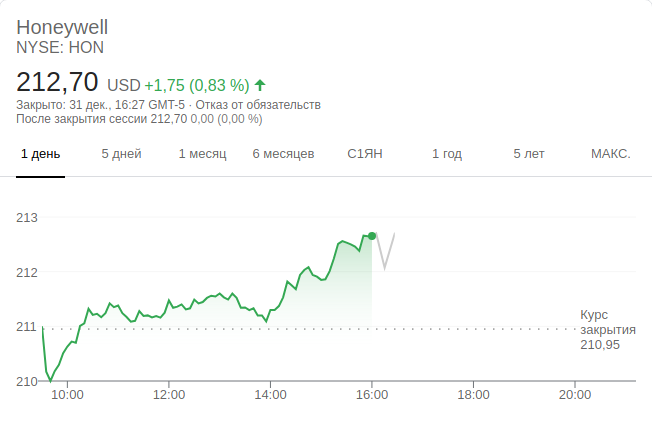 Honeywell
NYSE: HON
212,70 USD +1,75 (0,83 %)
Закрыто: 31 дек., 16:27 GMT-5 · Отказ от обязательств
После закрытия сессии 212,70 0,00 (0,00 %)
1 день 5 дней 1 месяц 6 месяцев С1ЯН 1 год 5 лет МАКС.
213
212
211
210
Курс
закрытия
210,95
10:00 12:00 14:00 16:00 18:00 20:00